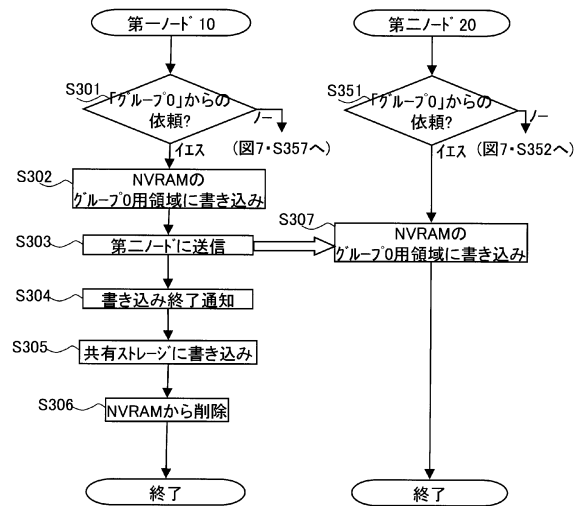 第一ノード10
S301
「グループ0」からの
依頼?
ノー
イエス
(図7・S357へ)
S302
NVRAMの
グループ0用領域に書き込み
S303
第二ノードに送信
S304
書き込み終了通知
S305
共有ストレージに書き込み
S306
NVRAMから削除
終了
第二ノード20
S351
「グループ0」からの
依頼?
ノー
イエス
(図7・S352へ)
S307
NVRAMの
グループ0用領域に書き込み
終了